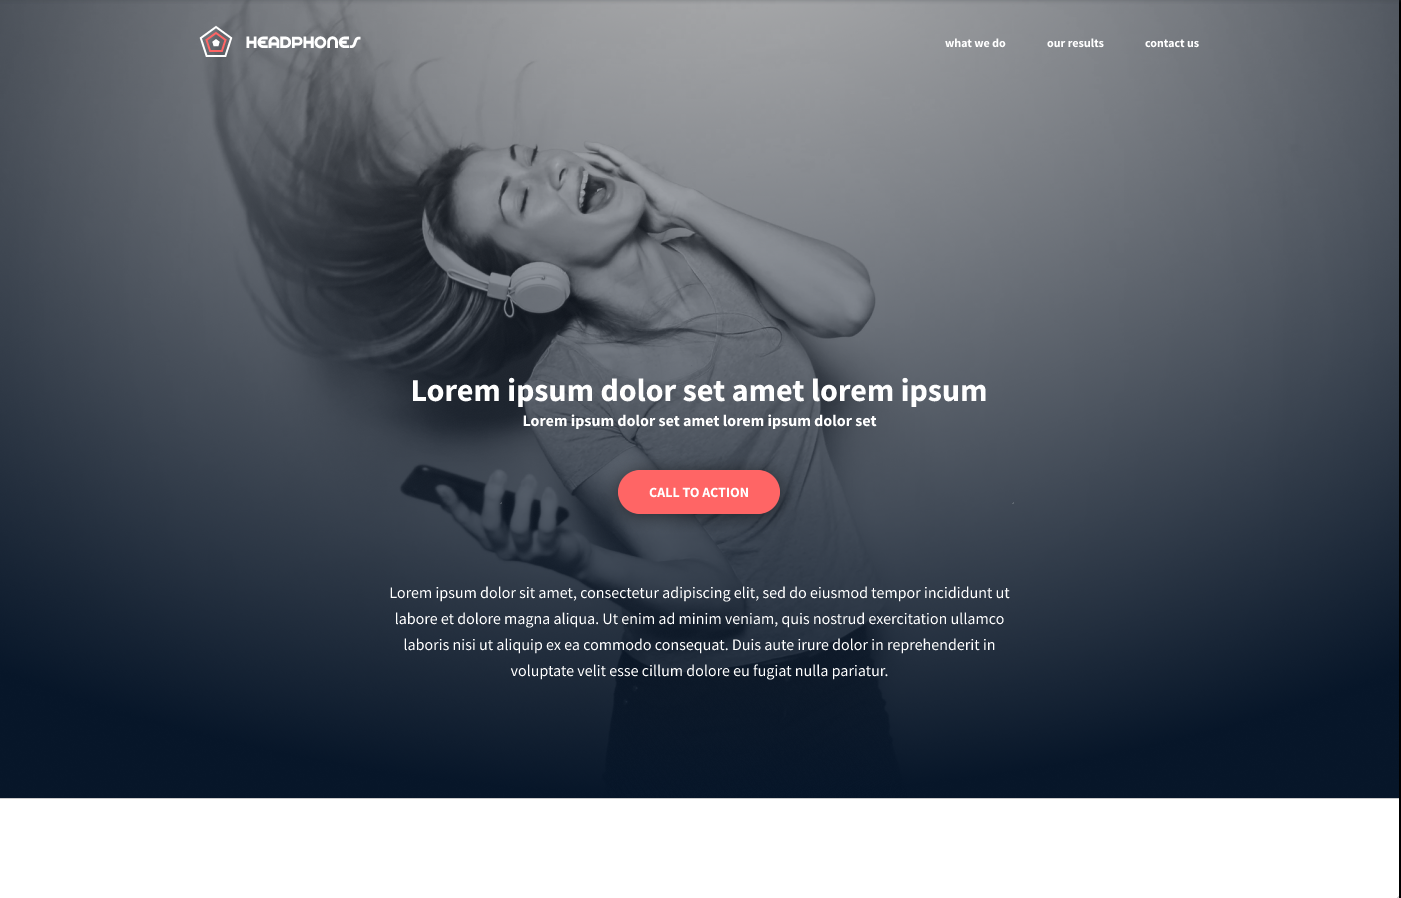 HEADPHONES
what we do
our results
contact us
Lorem ipsum dolor set amet lorem ipsum
Lorem ipsum dolor set amet lorem ipsum dolor set
CALL TO ACTION
Lorem ipsum dolor sit amet, consectetur adipiscing elit, sed do eiusmod tempor incididunt ut
labore et dolore magna aliqua. Ut enim ad minim veniam, quis nostrud exercitation ullamco
laboris nisi ut aliquip ex ea commodo consequat. Duis aute irure dolor in reprehenderit in
voluptate velit esse cillum dolore eu fugiat nulla pariatur.